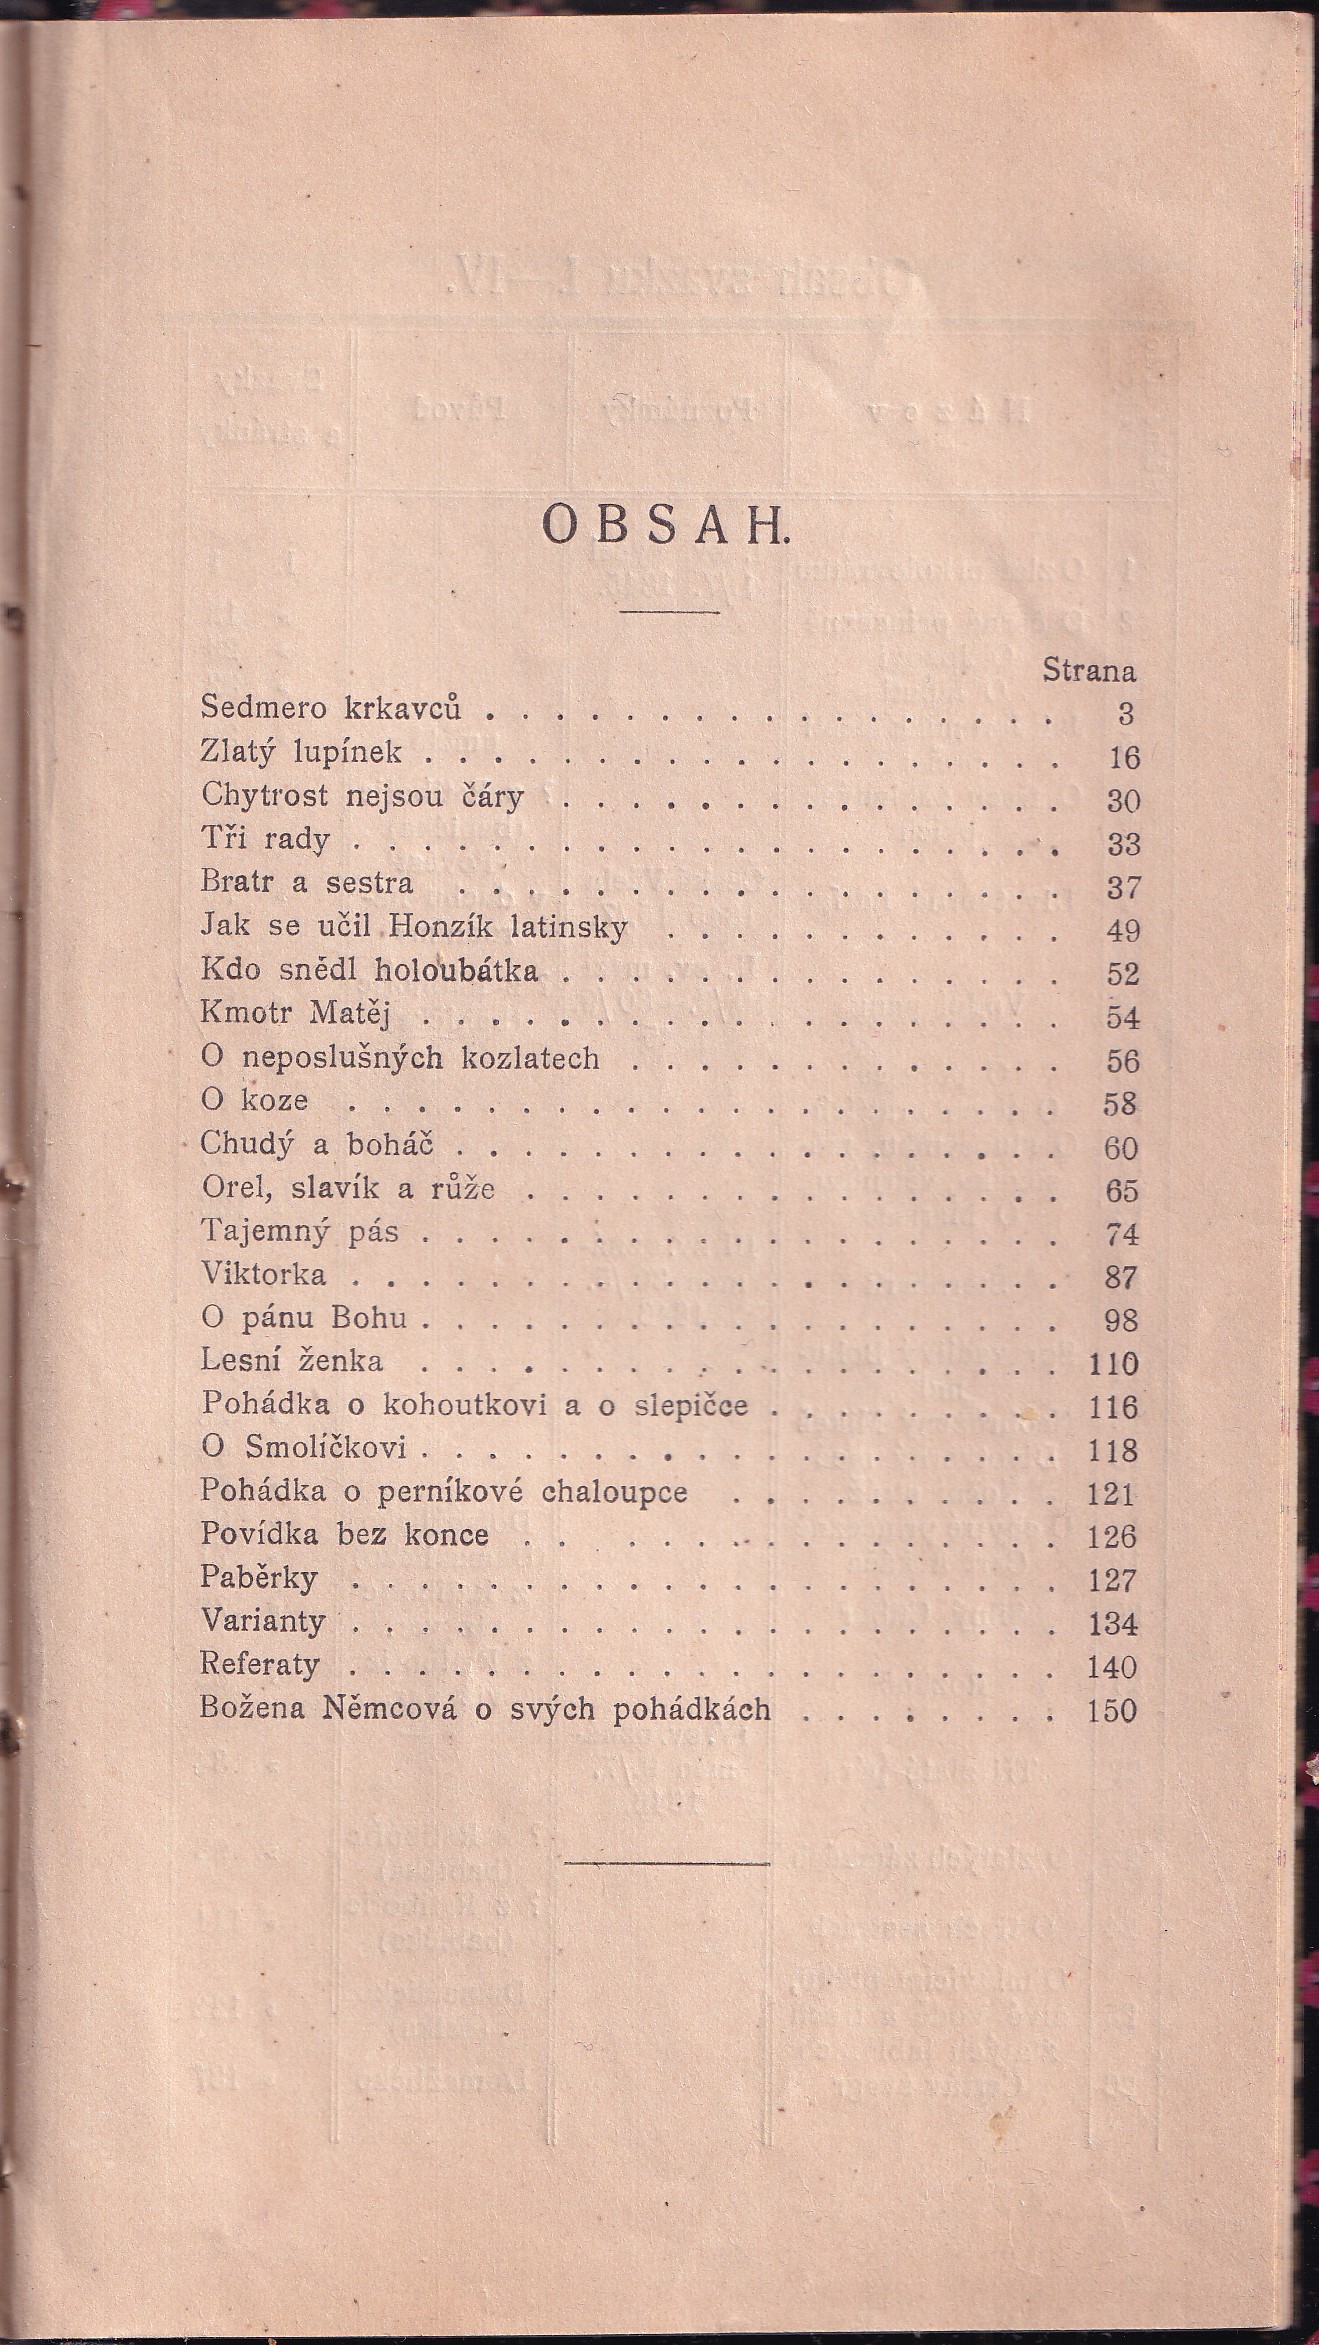 OBSAH.
Strana
Sedmero krkavců . . . . . . . . . . . . . . . . . 3
Zlatý lupínek . . . . . . . . . . . . . . . . . . . 16
Chytrost nejsou čáry . . . . . . . . . . . . . . . 30
Tři rady . . . . . . . . . . . . . . . . . . . . . 33
Bratr a sestra . . . . . . . . . . . . . . . . . . 37
Jak se učil Honzík latinsky . . . . . . . . . . . . 49
Kdo snědl holoubátka . . . . . . . . . . . . . . . 52
Kmotr Matěj . . . . . . . . . . . . . . . . . . . 54
O neposlušných kozlatech . . . . . . . . . . . . . 56
O koze . . . . . . . . . . . . . . . . . . . . . 58
Chudý a boháč . . . . . . . . . . . . . . . . . . 60
Orel, slavík a růže . . . . . . . . . . . . . . . . 65
Tajemný pás . . . . . . . . . . . . . . . . . . . 74
Viktorka . . . . . . . . . . . . . . . . . . . . . 87
O pánu Bohu . . . . . . . . . . . . . . . . . . . 98
Lesní ženka . . . . . . . . . . . . . . . . . . . 110
Pohádka o kohoutkovi a o slepičce . . . . . . . . . 116
O Smolíčkovi . . . . . . . . . . . . . . . . . . . 118
Pohádka o perníkové chaloupce . . . . . . . . . . 121
Povídka bez konce . . . . . . . . . . . . . . . 126
Paběrky . . . . . . . . . . . . . . . . . . . . . 127
Varianty . . . . . . . . . . . . . . . . . . . . . 134
Referaty . . . . . . . . . . . . . . . . . . . . . 140
Božena Němcová o svých pohádkách . . . . . . . . 150